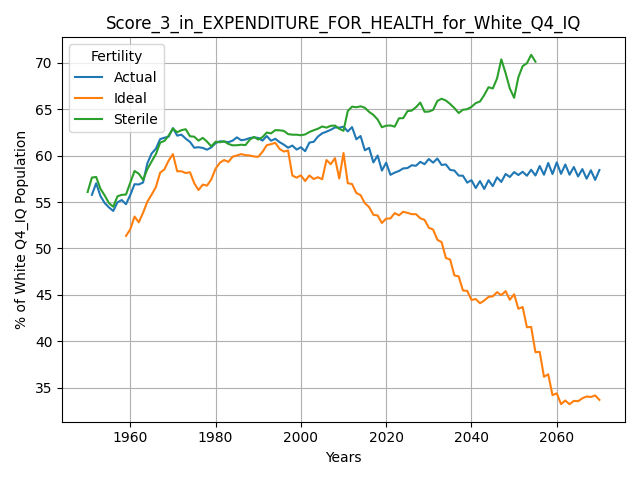 Score_3_in_EXPENDITURE_FOR_HEALTH_for_White_Q4_IQ
Fertility
Actual
Ideal
Sterile
% of White Q4_IQ Population
70
65
60
55
50
45
40
35
1960
1980
2000
2020
2040
2060
Years